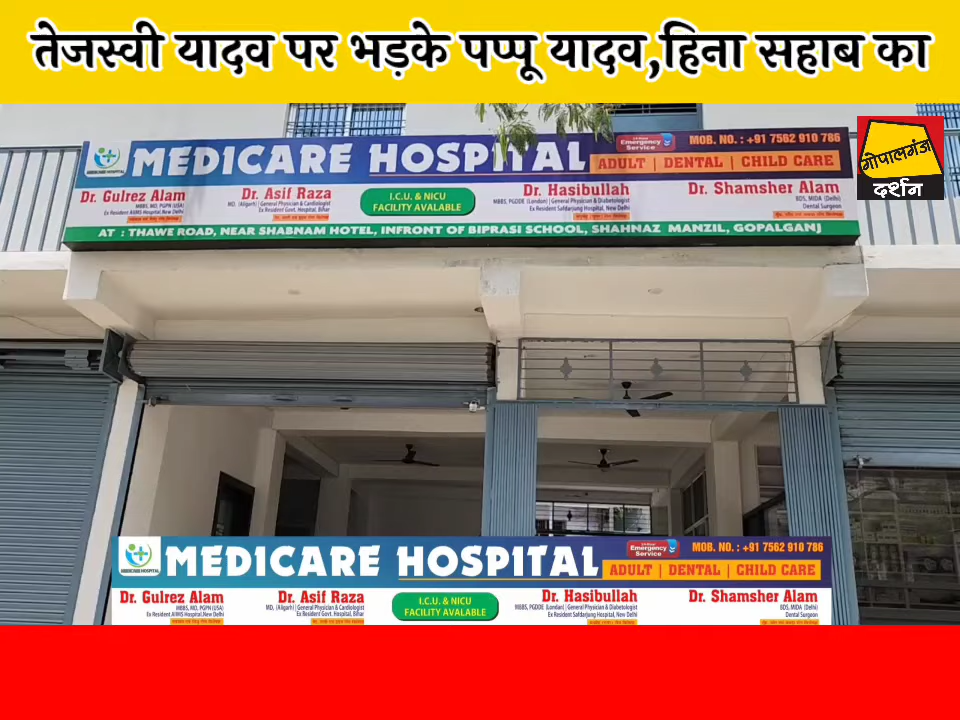 तेजस्वी यादव पर भड़के पप्पू यादव,हिना सहाब का
गोपालगंज
दर्शन
MEDICARE HOSPITAL
Emergency
Service
MOB. NO. : +91 7562 910 786
ADULT | DENTAL | CHILD CARE
Dr. Gulrez Alam
MBBS, MD, PGPN (USA)
Ex Resident AIIMS Hospital, New Delhi
Dr. Asif Raza
MD, (Aligarh) General Physician & Cardiologist
Ex Resident Govt. Hospital, Bihar
I.C.U. & NICU
FACILITY AVALABLE
Dr. Hasibullah
MBBS, PGDDE (London) | General Physician & Diabetologist
Ex Resident Safdarjung Hospital, New Delhi
Dr. Shamsher Alam
BDS, MIDA (Delhi)
Dental Surgeon
AT : THAWE ROAD, NEAR SHABNAM HOTEL, INFRONT OF BIPRASI SCHOOL, SHAHNAZ MANZIL, GOPALGANJ
MEDICARE HOSPITAL
Emergency
Service
MOB. NO. : +91 7562 910 786
ADULT | DENTAL | CHILD CARE
Dr. Gulrez Alam
MBBS, MD, PGPN (USA)
Ex Resident AIIMS Hospital, New Delhi
Dr. Asif Raza
MD, (Aligarh) General Physician & Cardiologist
Ex Resident Govt. Hospital, Bihar
I.C.U. & NICU
FACILITY AVALABLE
Dr. Hasibullah
MBBS, PGDDE (London) | General Physician & Diabetologist
Ex Resident Safdarjung Hospital, New Delhi
Dr. Shamsher Alam
BDS, MIDA (Delhi)
Dental Surgeon